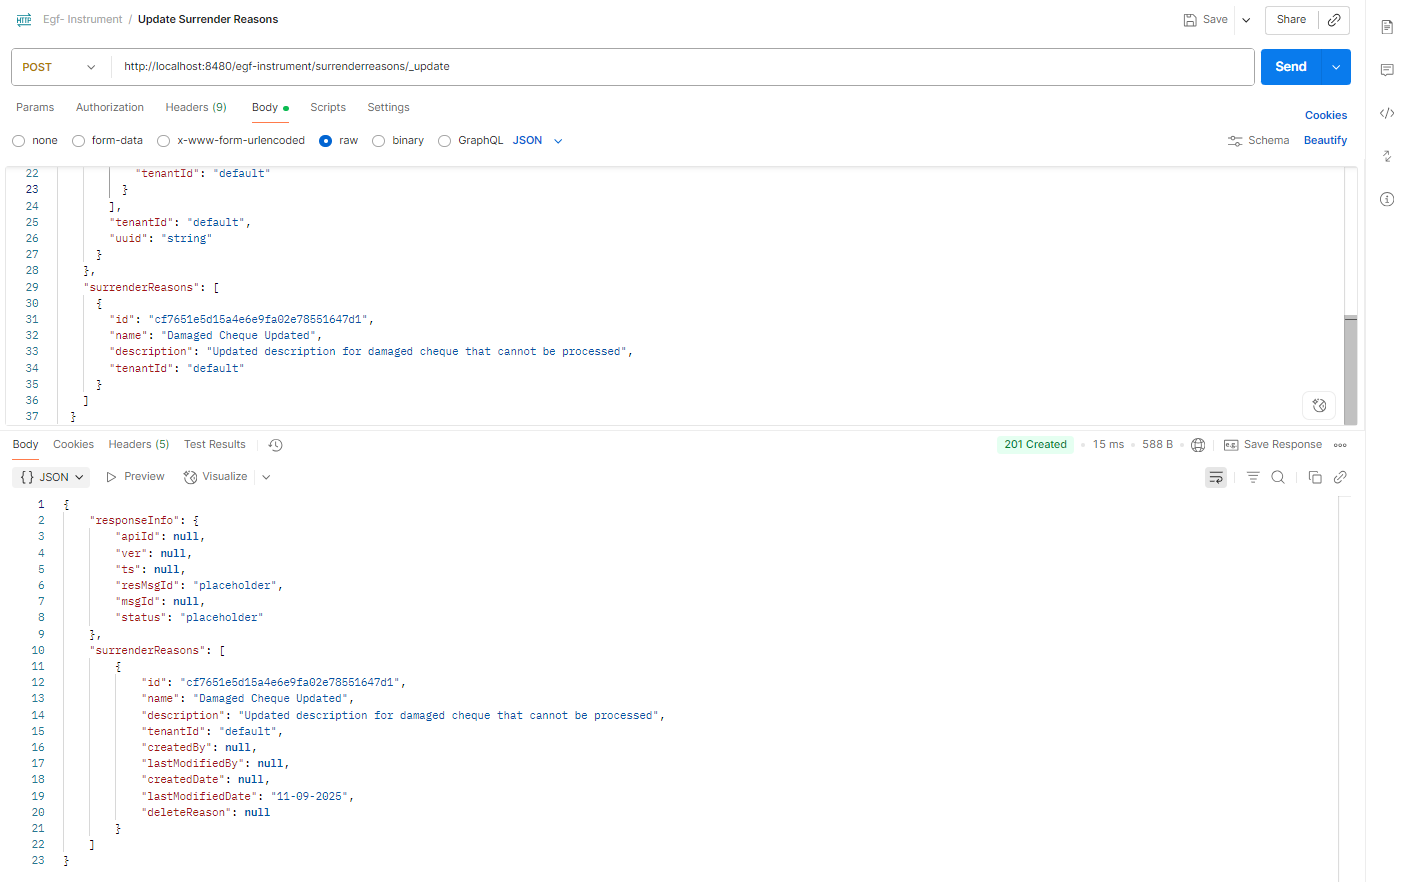 HTTP Egf- Instrument / Update Surrender Reasons Save Share
POST http://localhost:8480/egf-instrument/surrenderreasons/_update Send
Params Authorization Headers (9) Body Scripts Settings Cookies
none form-data x-www-form-urlencoded raw binary GraphQL JSON Schema Beautify
22 "tenantId": "default"
23 }
24 ],
25 "tenantId": "default",
26 "uuid": "string"
27 }
28 },
29 "surrenderReasons": [
30 {
31 "id": "cf7651e5d15a4e6e9fa02e78551647d1",
32 "name": "Damaged Cheque Updated",
33 "description": "Updated description for damaged cheque that cannot be processed",
34 "tenantId": "default"
35 }
36 ]
37 }
Body Cookies Headers (5) Test Results 201 Created 15 ms 588 B e.g. Save Response
{} JSON Preview Visualize
1 {
2 "responseInfo": {
3 "apiId": null,
4 "ver": null,
5 "ts": null,
6 "resMsgId": "placeholder",
7 "msgId": null,
8 "status": "placeholder"
9 },
10 "surrenderReasons": [
11 {
12 "id": "cf7651e5d15a4e6e9fa02e78551647d1",
13 "name": "Damaged Cheque Updated",
14 "description": "Updated description for damaged cheque that cannot be processed",
15 "tenantId": "default",
16 "createdBy": null,
17 "lastModifiedBy": null,
18 "createdDate": null,
19 "lastModifiedDate": "11-09-2025",
20 "deleteReason": null
21 }
22 ]
23 }